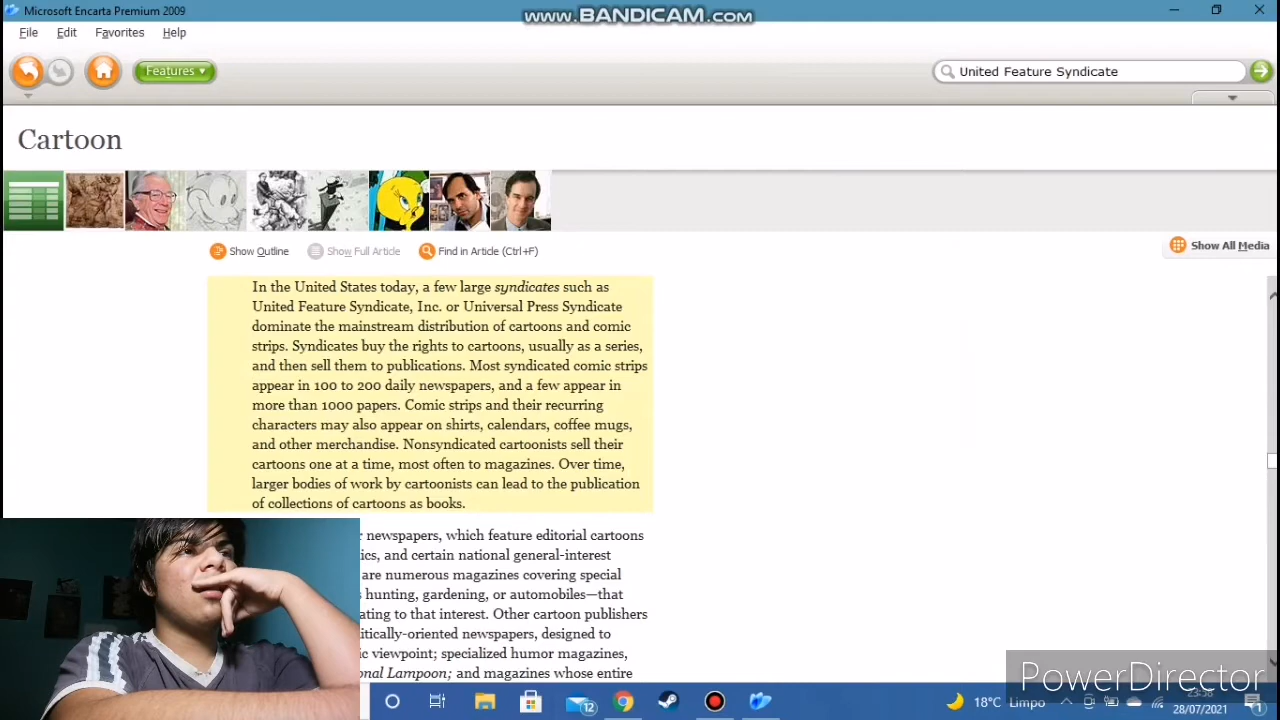 Microsoft Encarta Premium 2009
www.BANDICAM.com
File Edit Favorites Help
Features
United Feature Syndicate
Cartoon
Show Outline Show Full Article Find in Article (Ctrl+F)
Show All Media
In the United States today, a few large syndicates such as
United Feature Syndicate, Inc. or Universal Press Syndicate
dominate the mainstream distribution of cartoons and comic
strips. Syndicates buy the rights to cartoons, usually as a series,
and then sell them to publications. Most syndicated comic strips
appear in 100 to 200 daily newspapers, and a few appear in
more than 1000 papers. Comic strips and their recurring
characters may also appear on shirts, calendars, coffee mugs,
and other merchandise. Nonsyndicated cartoonists sell their
cartoons one at a time, most often to magazines. Over time,
larger bodies of work by cartoonists can lead to the publication
of collections of cartoons as books.
newspapers, which feature editorial cartoons
ics, and certain national general-interest
are numerous magazines covering special
hunting, gardening, or automobiles—that
ating to that interest. Other cartoon publishers
itically-oriented newspapers, designed to
ic viewpoint; specialized humor magazines,
onal Lampoon; and magazines whose entire
PowerDirector
12
18°C Limpo
23:58
28/07/2021
1